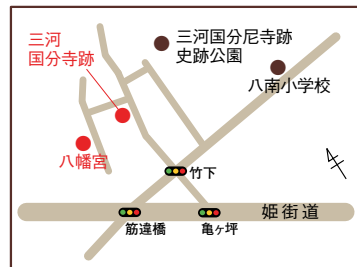 三河
国分寺跡
三河国分尼寺跡
史跡公園
八南小学校
八幡宮
竹下
姫街道
筋違橋
亀ヶ坪